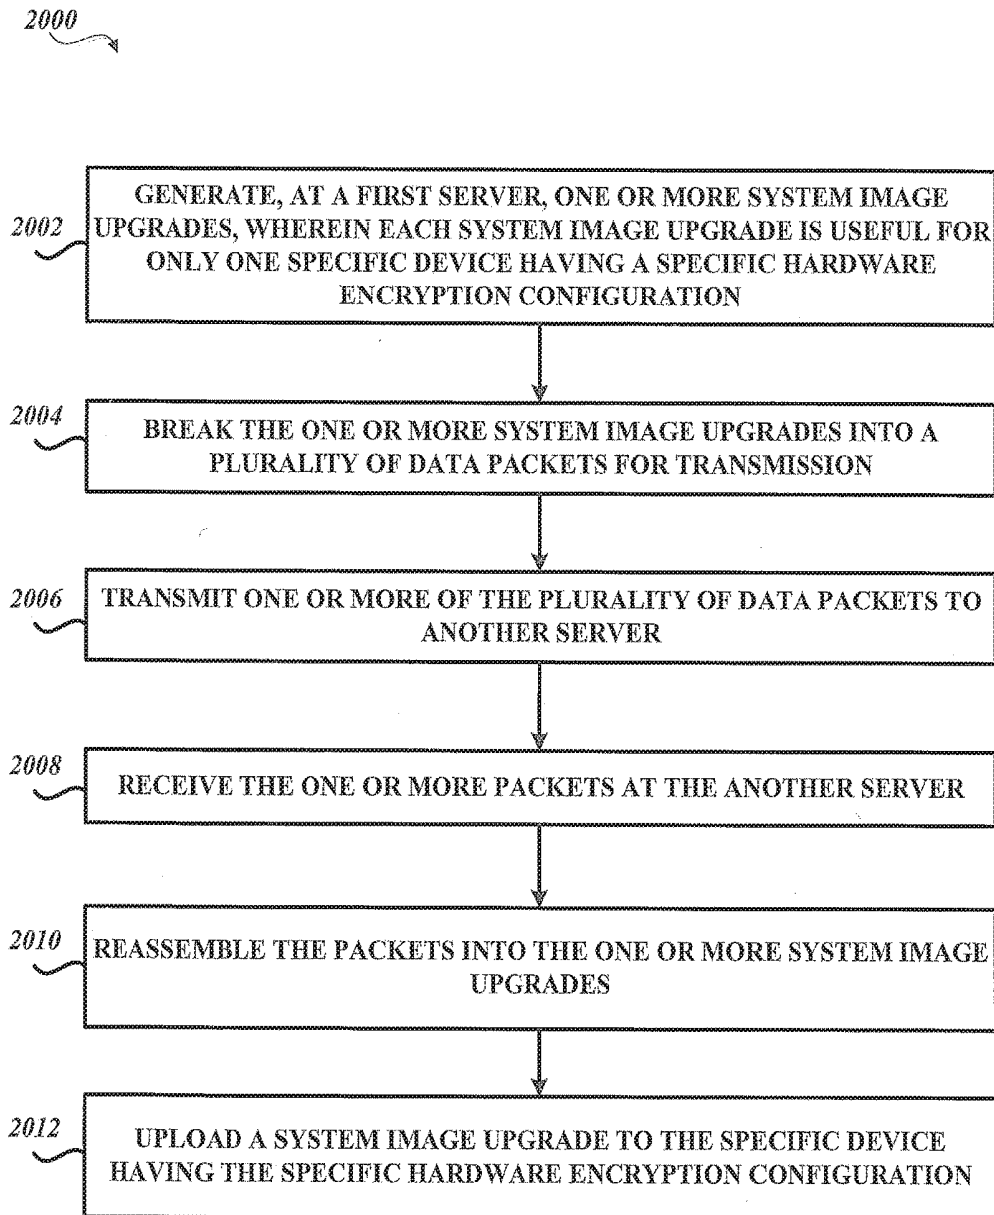 2000
2002
GENERATE, AT A FIRST SERVER, ONE OR MORE SYSTEM IMAGE
UPGRADES, WHEREIN EACH SYSTEM IMAGE UPGRADE IS USEFUL FOR
ONLY ONE SPECIFIC DEVICE HAVING A SPECIFIC HARDWARE
ENCRYPTION CONFIGURATION
2004
BREAK THE ONE OR MORE SYSTEM IMAGE UPGRADES INTO A
PLURALITY OF DATA PACKETS FOR TRANSMISSION
2006
TRANSMIT ONE OR MORE OF THE PLURALITY OF DATA PACKETS TO
ANOTHER SERVER
2008
RECEIVE THE ONE OR MORE PACKETS AT THE ANOTHER SERVER
2010
REASSEMBLE THE PACKETS INTO THE ONE OR MORE SYSTEM IMAGE
UPGRADES
2012
UPLOAD A SYSTEM IMAGE UPGRADE TO THE SPECIFIC DEVICE
HAVING THE SPECIFIC HARDWARE ENCRYPTION CONFIGURATION